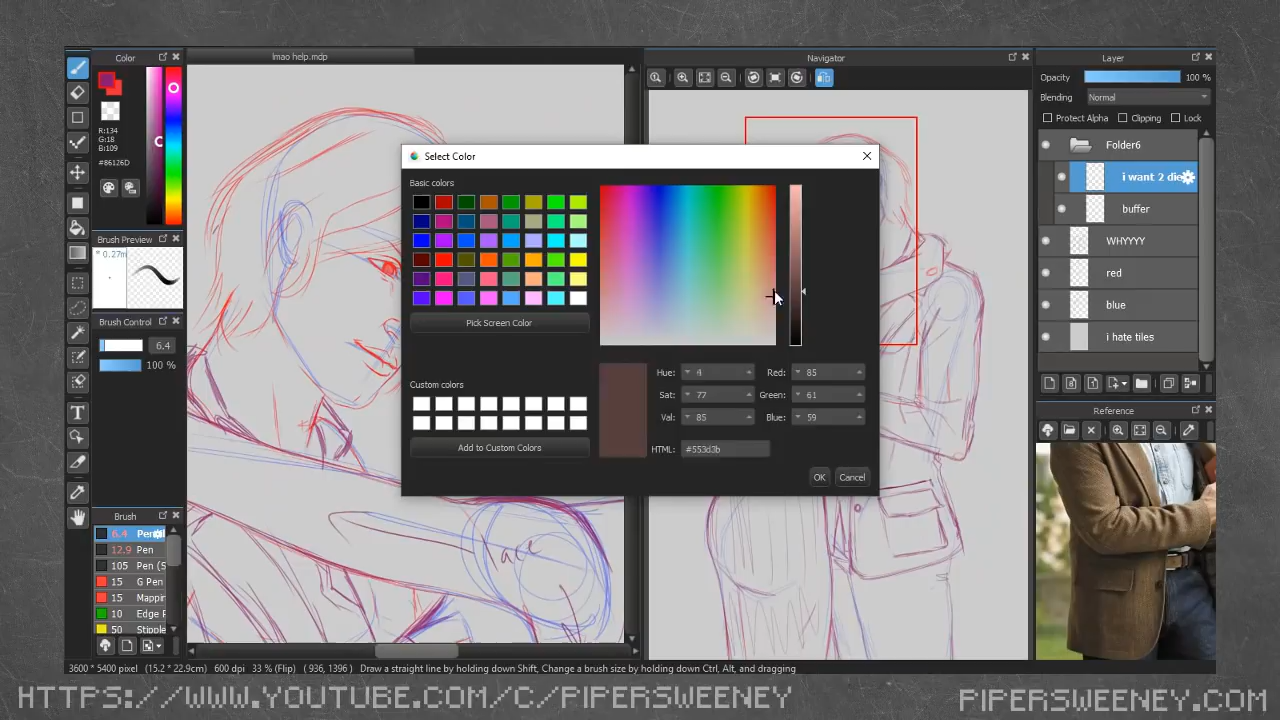 Color
lmao help.mdp
Navigator
Layer
Opacity 100 %
Blending Normal
Protect Alpha Clipping Lock
R:134
G:18
B:109
#86126D
Folder6
i want 2 die
buffer
WHYYYY
red
blue
i hate tiles
Brush Preview
* 0.27m
Brush Control
6.4
100 %
Select Color
Basic colors
Pick Screen Color
Custom colors
Add to Custom Colors
Hue: 4 Red: 85
Sat: 77 Green: 61
Val: 85 Blue: 59
HTML: #553d3b
OK Cancel
Reference
Brush
6.4 Pen
12.9 Pen
105 Pen (S
15 G Pen
15 Mappin
10 Edge P
50 Stipple
lace
3600 * 5400 pixel (15.2 * 22.9cm) 600 dpi 33 % (Flip) ( 936, 1396 ) Draw a straight line by holding down Shift, Change a brush size by holding down Ctrl, Alt, and dragging
HTTPS://WWW.YOUTUBE.COM/C/PIPERSWEENEY
PIPERSWEENEY.COM